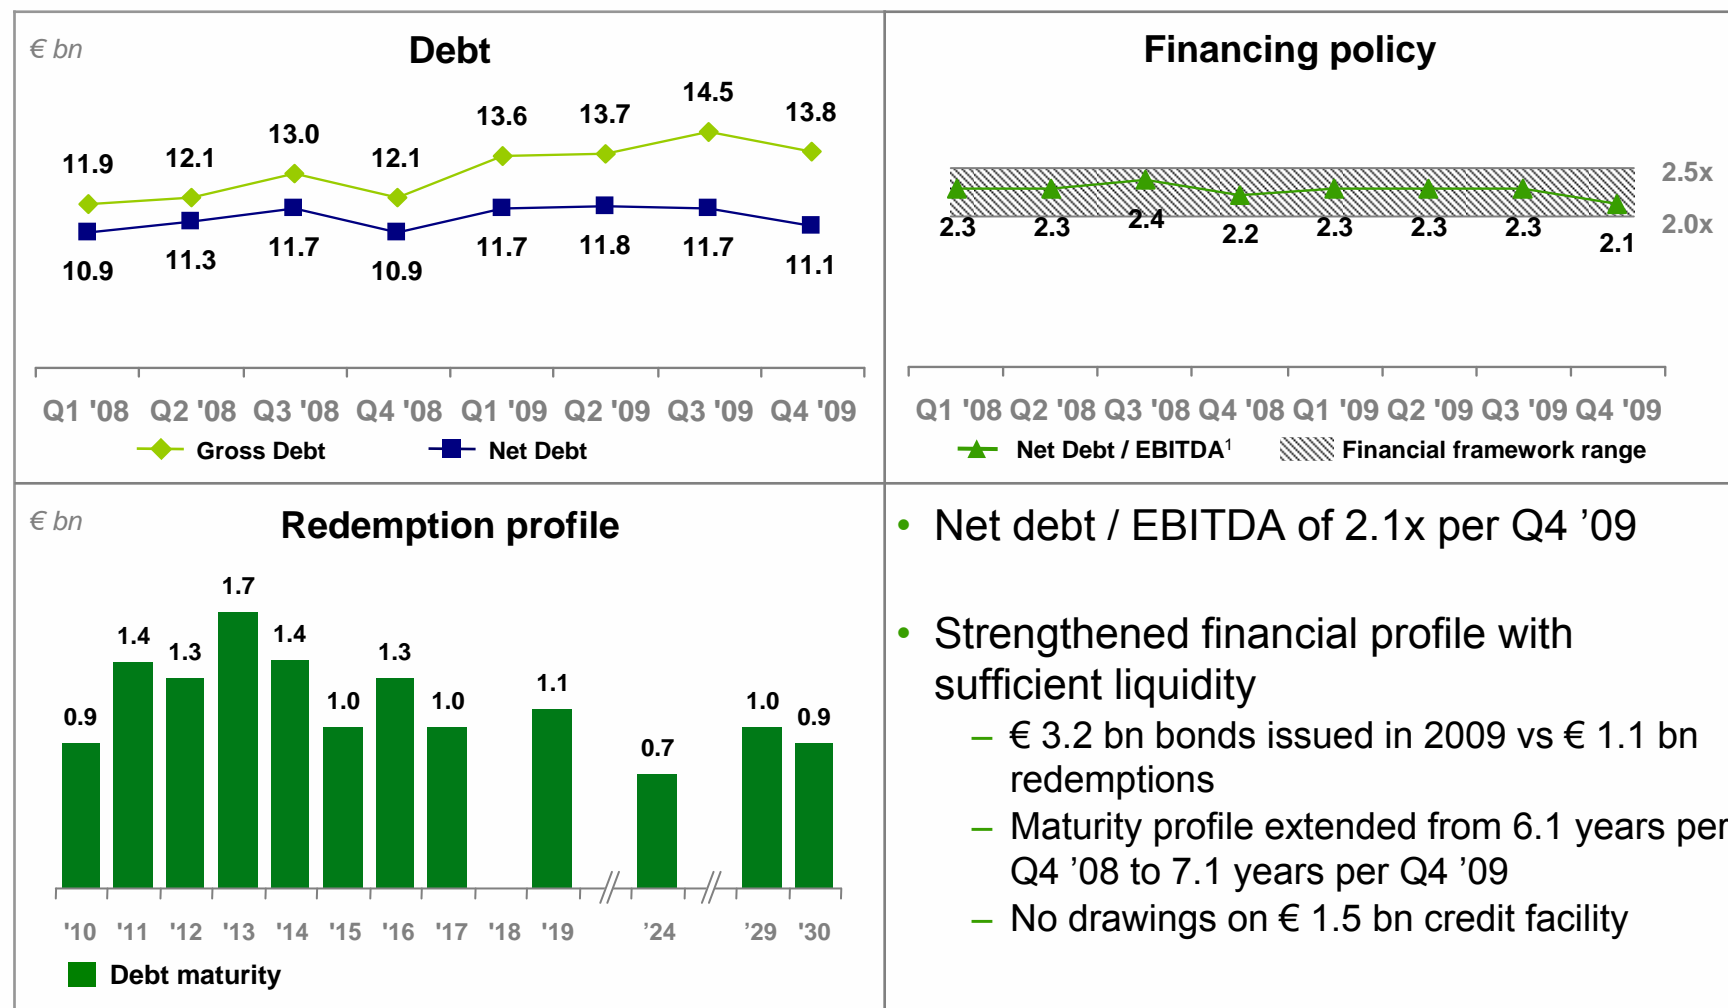 € bn
Debt
11.9 12.1 13.0 12.1 13.6 13.7 14.5 13.8
10.9 11.3 11.7 10.9 11.7 11.8 11.7 11.1
Q1 '08 Q2 '08 Q3 '08 Q4 '08 Q1 '09 Q2 '09 Q3 '09 Q4 '09
Gross Debt Net Debt
Financing policy
2.5x
2.0x
2.3 2.3 2.4 2.2 2.3 2.3 2.3 2.1
Q1 '08 Q2 '08 Q3 '08 Q4 '08 Q1 '09 Q2 '09 Q3 '09 Q4 '09
Net Debt / EBITDA¹ Financial framework range
€ bn
Redemption profile
0.9 1.4 1.3 1.7 1.4 1.0 1.3 1.0 1.1 0.7 1.0 0.9
'10 '11 '12 '13 '14 '15 '16 '17 '18 '19 ’24 ’29 '30
Debt maturity
• Net debt / EBITDA of 2.1x per Q4 ’09
• Strengthened financial profile with
sufficient liquidity
– € 3.2 bn bonds issued in 2009 vs € 1.1 bn
redemptions
– Maturity profile extended from 6.1 years per
Q4 ’08 to 7.1 years per Q4 ’09
– No drawings on € 1.5 bn credit facility